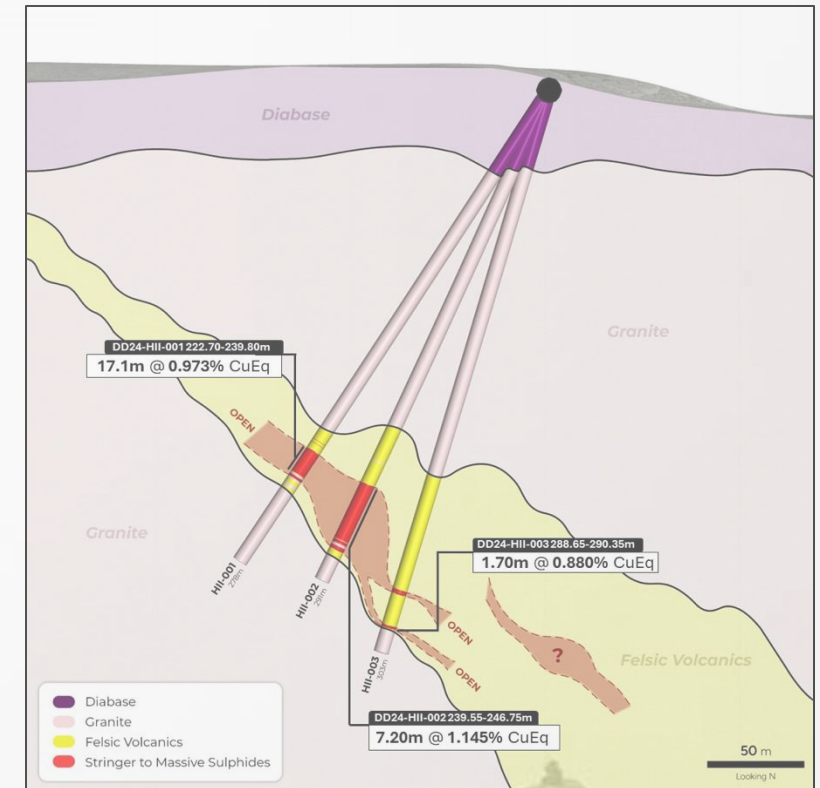 Diabase
Granite
DD24-HII-001 222.70-239.80m
17.1m @ 0.973% CuEq
OPEN
Granite
HII-001
278m
HII-002
291m
HII-003
303m
DD24-HII-003 288.65-290.35m
1.70m @ 0.880% CuEq
OPEN
OPEN
?
Felsic Volcanics
DD24-HII-002 239.55-246.75m
7.20m @ 1.145% CuEq
Diabase
Granite
Felsic Volcanics
Stringer to Massive Sulphides
50 m
Looking N